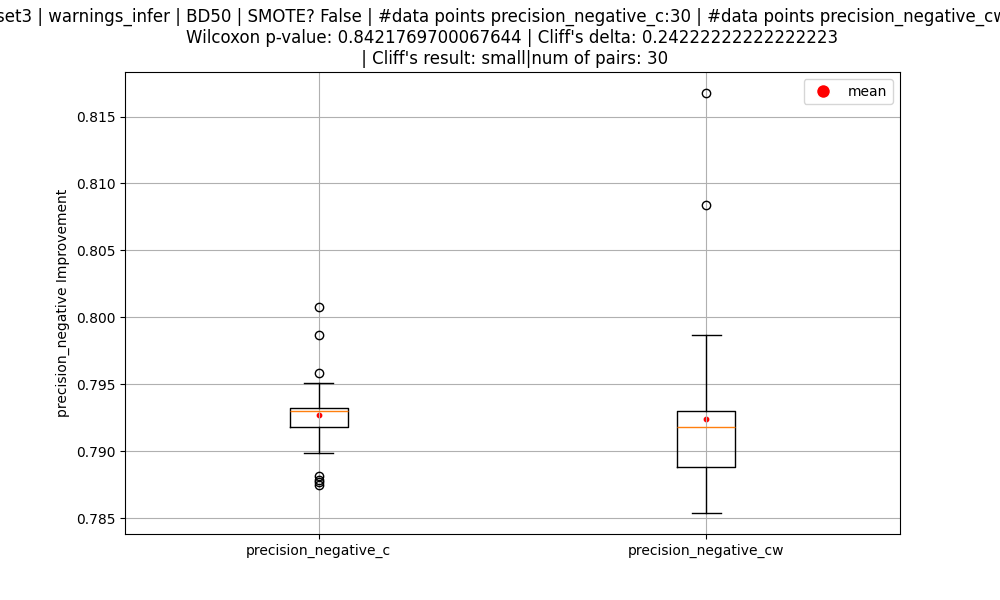 set3 | warnings_infer | BD50 | SMOTE? False | #data points precision_negative_c:30 | #data points precision_negative_cw
Wilcoxon p-value: 0.8421769700067644 | Cliff's delta: 0.24222222222222223
| Cliff's result: small|num of pairs: 30
mean
0.815
0.810
0.805
0.800
0.795
0.790
0.785
precision_negative Improvement
precision_negative_c
precision_negative_cw